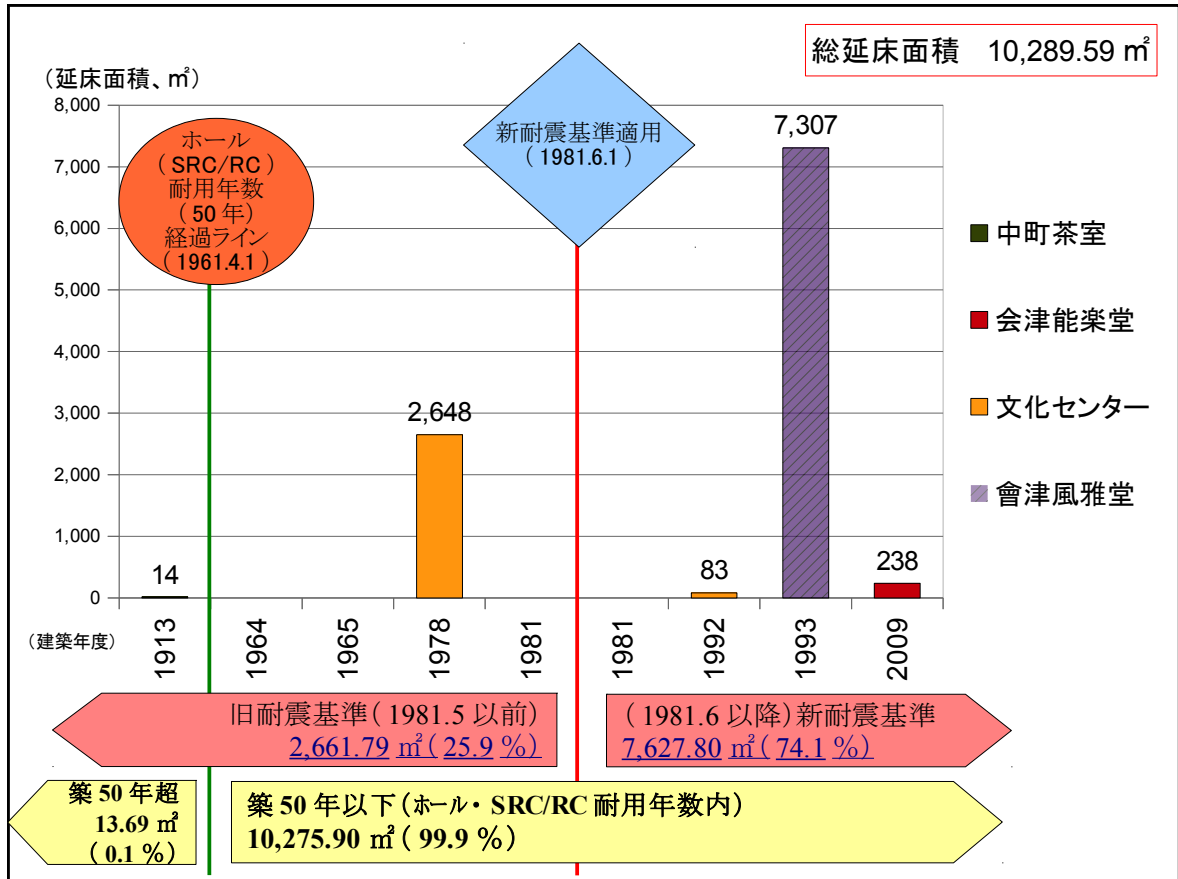 総延床面積　10,289.59 ㎡
(延床面積、㎡)
8,000
7,000
6,000
5,000
4,000
3,000
2,000
1,000
0
ホール
( SRC/RC )
耐用年数
( 50 年)
経過ライン
( 1961.4.1 )
新耐震基準適用
( 1981.6.1 )
14
2,648
83
7,307
238
中町茶室
会津能楽堂
文化センター
會津風雅堂
(建築年度)
1913
1964
1965
1978
1981
1981
1992
1993
2009
旧耐震基準( 1981.5 以前)
2,661.79 ㎡( 25.9 % )
( 1981.6 以降)新耐震基準
7,627.80 ㎡( 74.1 % )
築 50 年超
13.69 ㎡
( 0.1 % )
築 50 年以下(ホール・ SRC/RC 耐用年数内)
10,275.90 ㎡( 99.9 % )